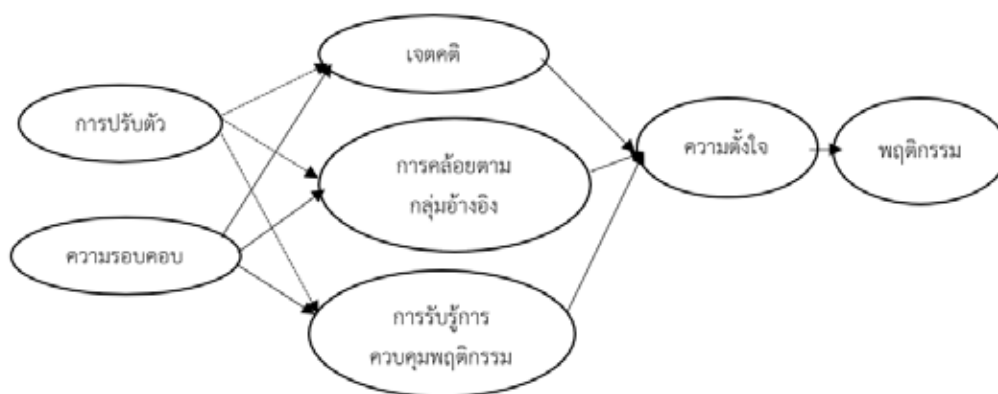 เจตคติ
การปรับตัว
การคล้อยตาม
กลุ่มอ้างอิง
ความตั้งใจ
พฤติกรรม
ความรอบคอบ
การรับรู้การ
ควบคุมพฤติกรรม